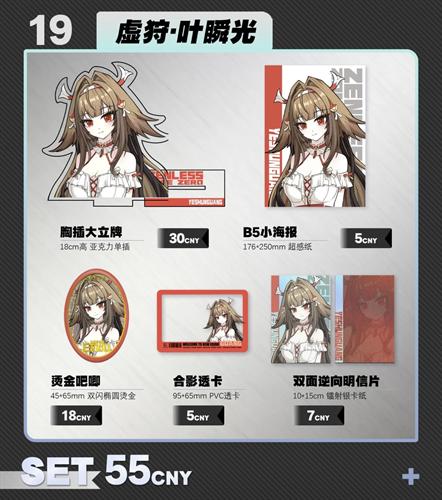 19
虚狩·叶瞬光
ZENLESS
ZONE ZERO
YESHUNGUANG
ZENLESS
YESHUNGUANG
胸插大立牌
18cm高 亚克力单插
30CNY
B5小海报
176*250mm 超感纸
5CNY
ZENLESS
YESHUNGUANG
烫金吧唧
45*65mm 双闪椭圆烫金
18CNY
合影透卡
95*65mm PVC透卡
5CNY
双面逆向明信片
10*15cm 镭射银卡纸
7CNY
SET 55CNY